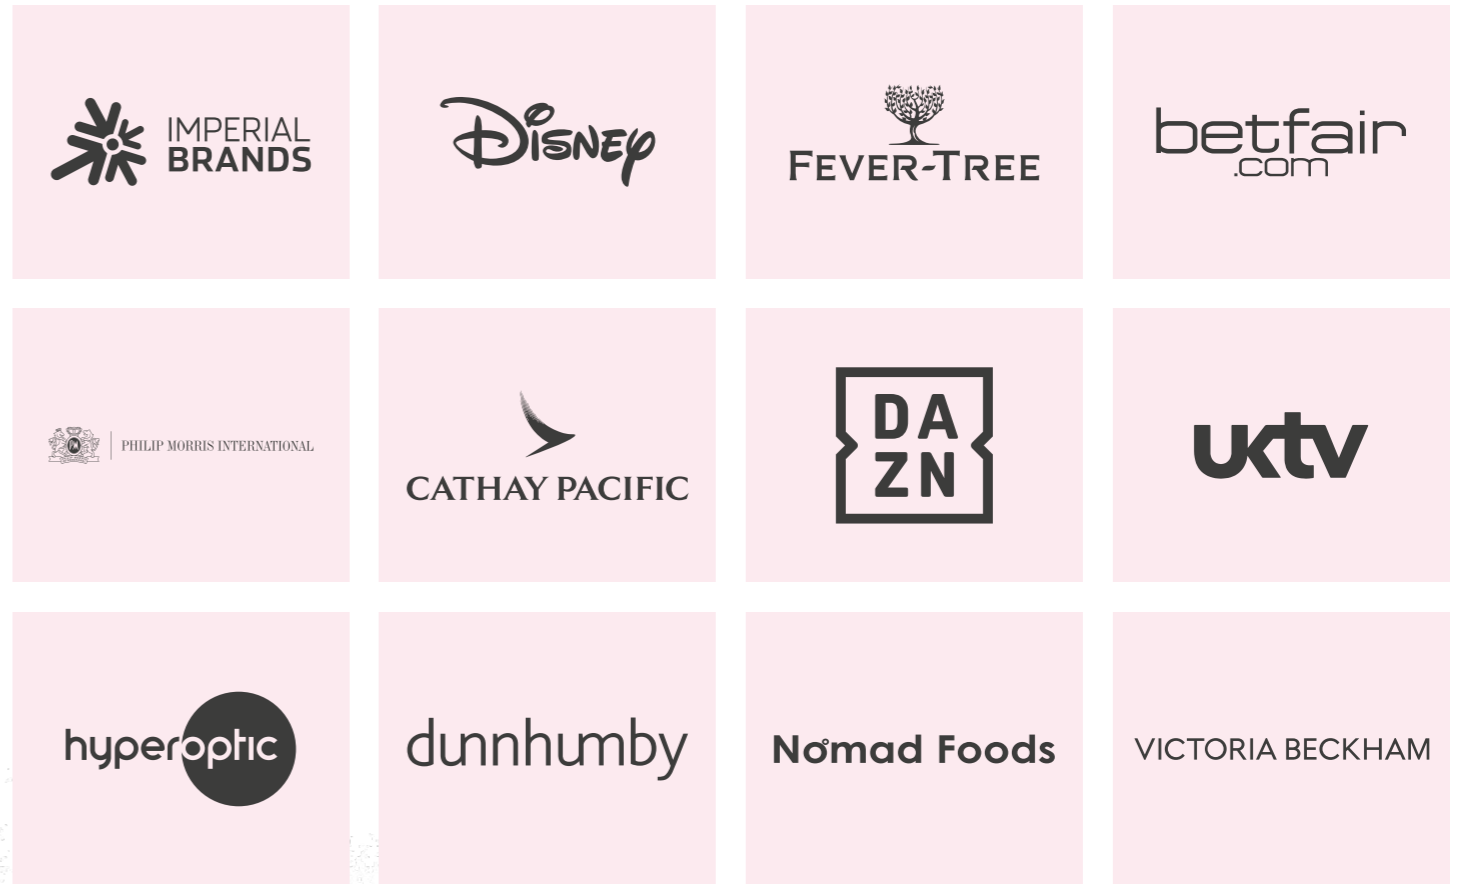 IMPERIAL
BRANDS
Disney
FEVER-TREE
betfair
.com
PHILIP MORRIS INTERNATIONAL
CATHAY PACIFIC
DA
ZN
uktv
hyperoptic
dunnhumby
Nomad Foods
VICTORIA BECKHAM